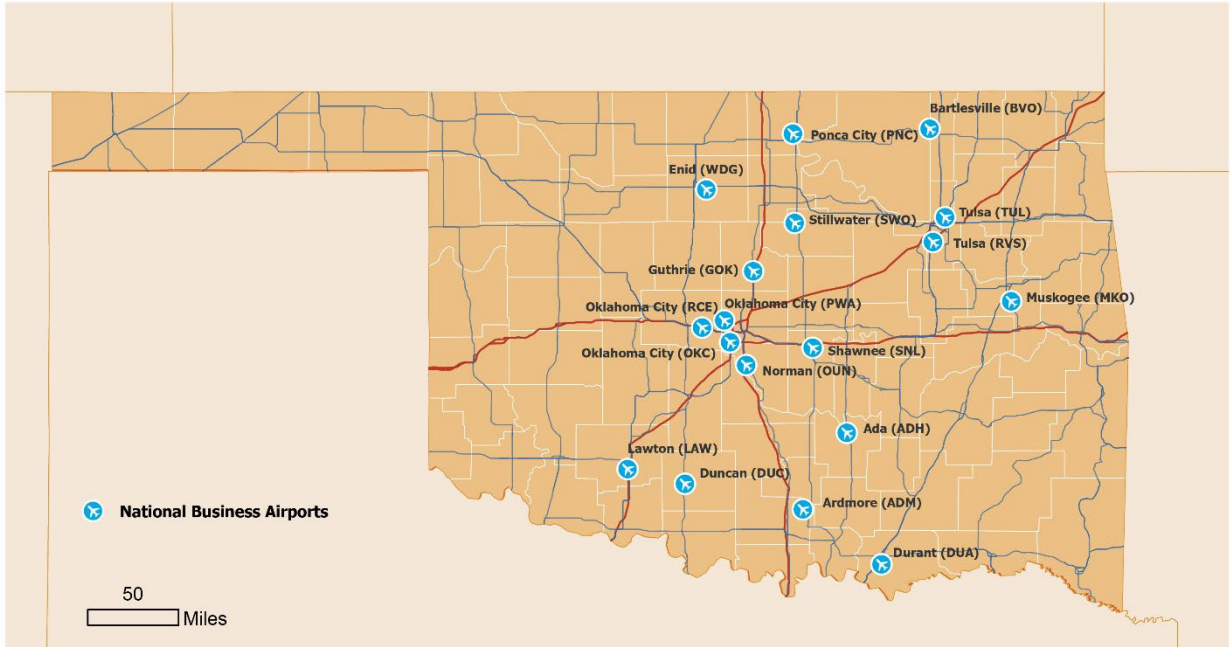 Bartlesville (BVO)
Ponca City (PNC)
Enid (WDG)
Tulsa (TUL)
Stillwater (SWO)
Tulsa (RVS)
Guthrie (GOK)
Muskogee (MKO)
Oklahoma City (RCE)
Oklahoma City (PWA)
Oklahoma City (OKC)
Shawnee (SNL)
Norman (OUN)
Ada (ADH)
Lawton (LAW)
Duncan (DUC)
Ardmore (ADM)
National Business Airports
Durant (DUA)
50
Miles